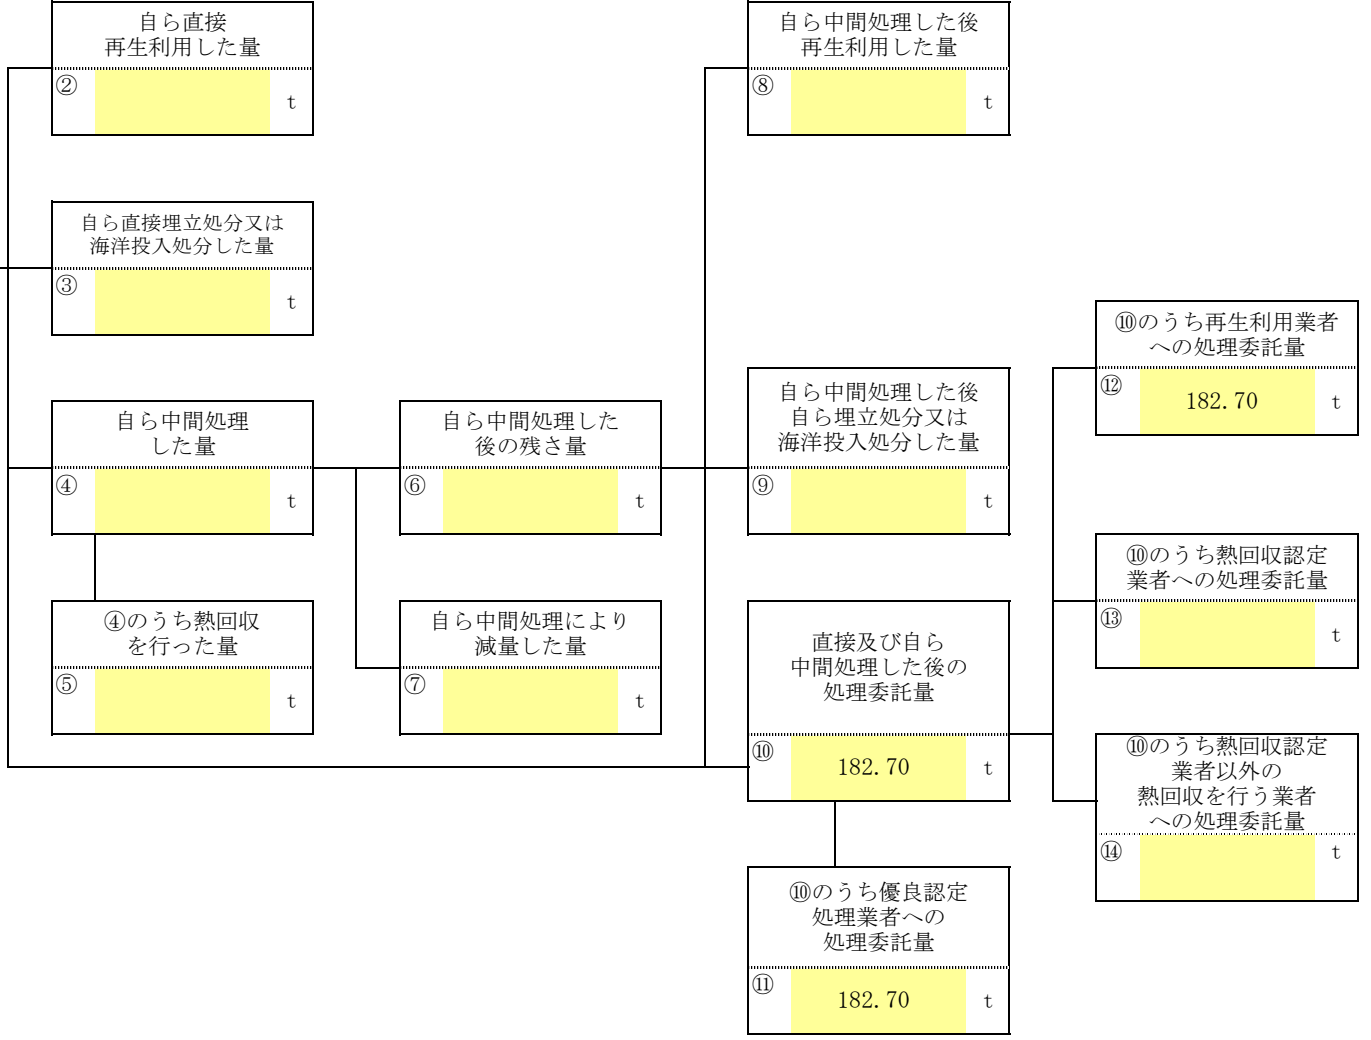 自ら直接
再生利用した量
②
t
自ら中間処理した後
再生利用した量
⑧
t
自ら直接埋立処分又は
海洋投入処分した量
③
t
⑩のうち再生利用業者
への処理委託量
⑫
182.70
t
自ら中間処理
した量
④
t
自ら中間処理した
後の残さ量
⑥
t
自ら中間処理した後
自ら埋立処分又は
海洋投入処分した量
⑨
t
⑩のうち熱回収認定
業者への処理委託量
⑬
t
④のうち熱回収
を行った量
⑤
t
自ら中間処理により
減量した量
⑦
t
直接及び自ら
中間処理した後の
処理委託量
⑩
182.70
t
⑩のうち熱回収認定
業者以外の
熱回収を行う業者
への処理委託量
⑭
t
⑩のうち優良認定
処理業者への
処理委託量
⑪
182.70
t